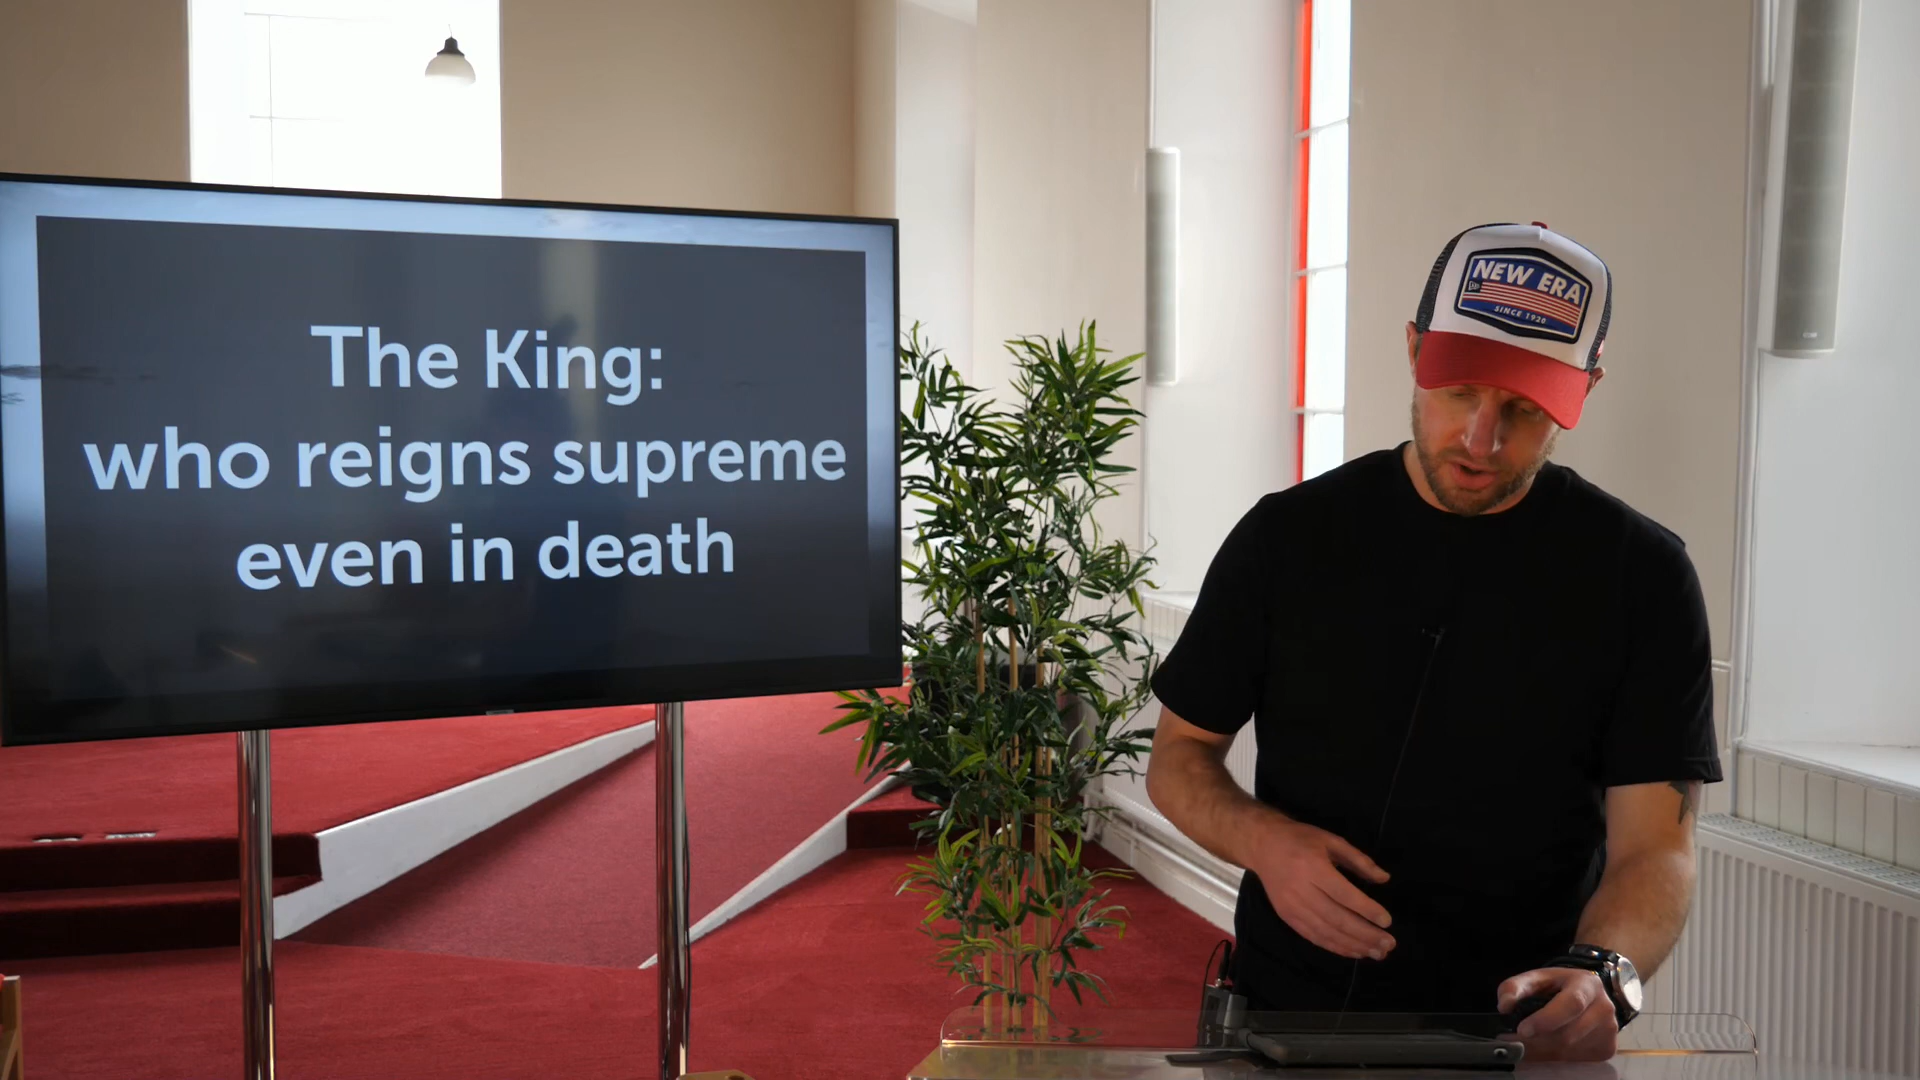 The King:
who reigns supreme
even in death
NEW ERA
SINCE 1920